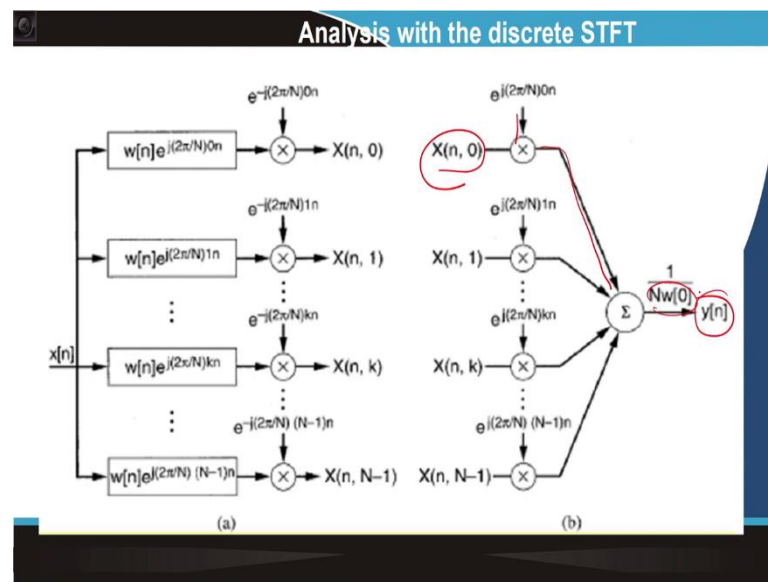 Analysis with the discrete STFT
e^{-j(2π/N)0n}
w[n]e^{j(2π/N)0n}
×
X(n, 0)
e^{-j(2π/N)1n}
w[n]e^{j(2π/N)1n}
×
X(n, 1)
⋮
⋮
e^{-j(2π/N)kn}
x[n]
w[n]e^{j(2π/N)kn}
×
X(n, k)
⋮
⋮
e^{-j(2π/N) (N–1)n}
w[n]e^{j(2π/N) (N–1)n}
×
X(n, N–1)
(a)
e^{j(2π/N)0n}
X(n, 0)
×
e^{j(2π/N)1n}
X(n, 1)
×
⋮
e^{j(2π/N)kn}
X(n, k)
×
⋮
e^{j(2π/N) (N–1)n}
X(n, N–1)
×
Σ
1
Nw[0]
y[n]
(b)